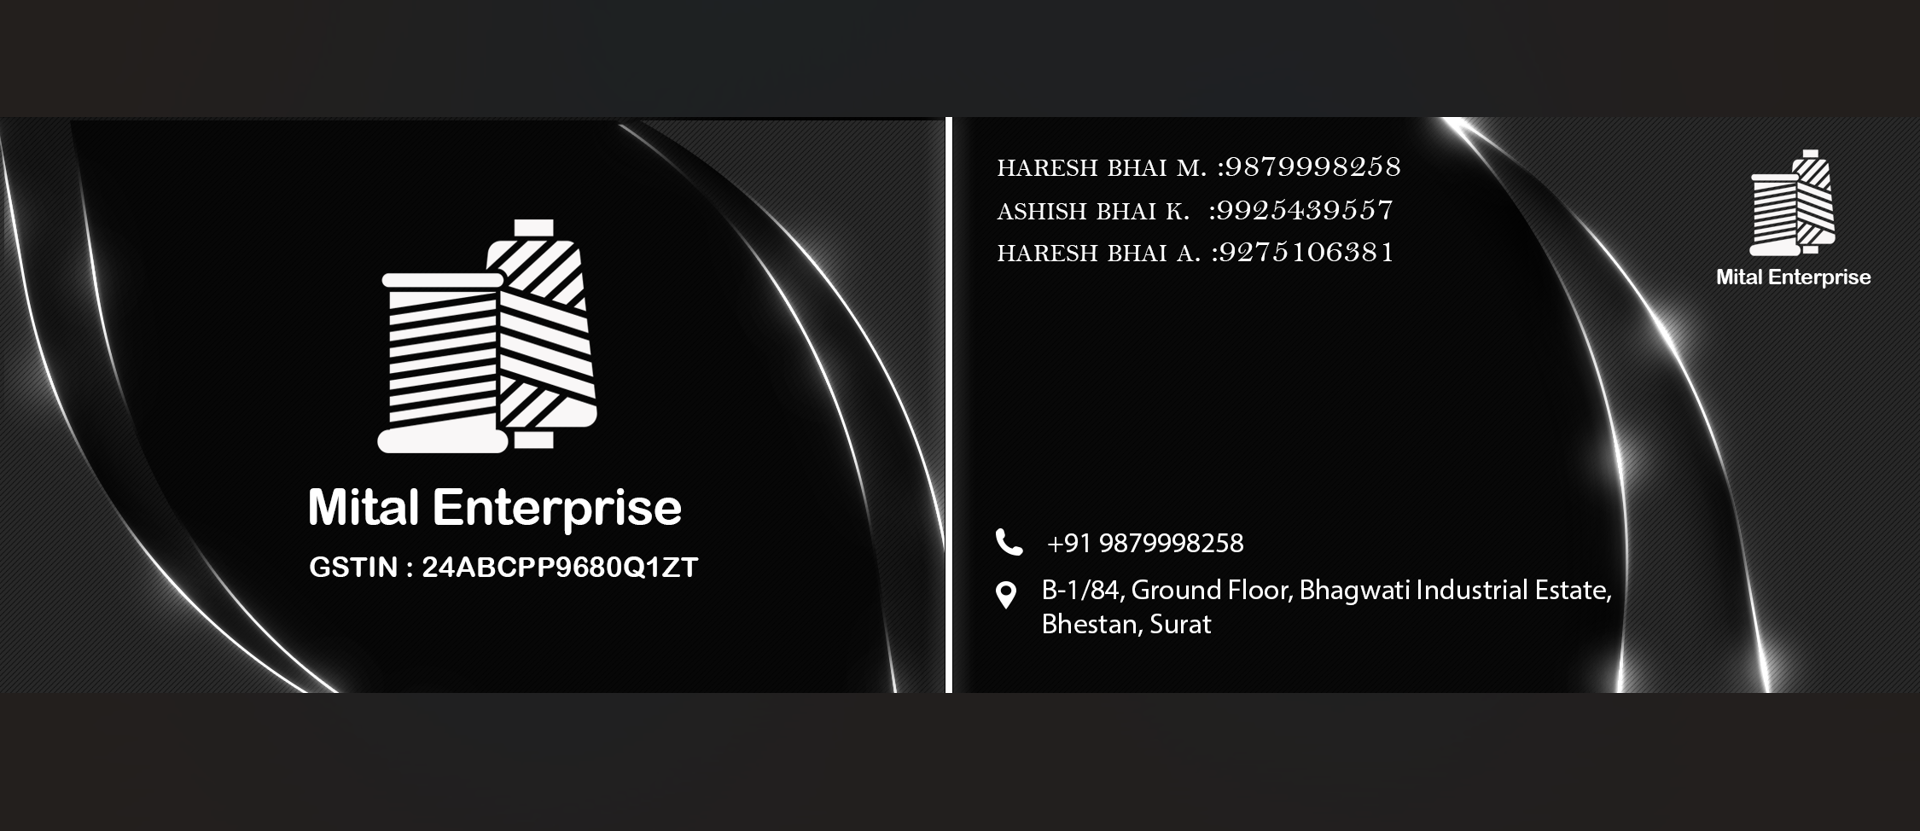 Mital Enterprise
GSTIN : 24ABCPP9680Q1ZT
HARESH BHAI M. :9879998258
ASHISH BHAI K. :9925439557
HARESH BHAI A. :9275106381
Mital Enterprise
+91 9879998258
B-1/84, Ground Floor, Bhagwati Industrial Estate,
Bhestan, Surat